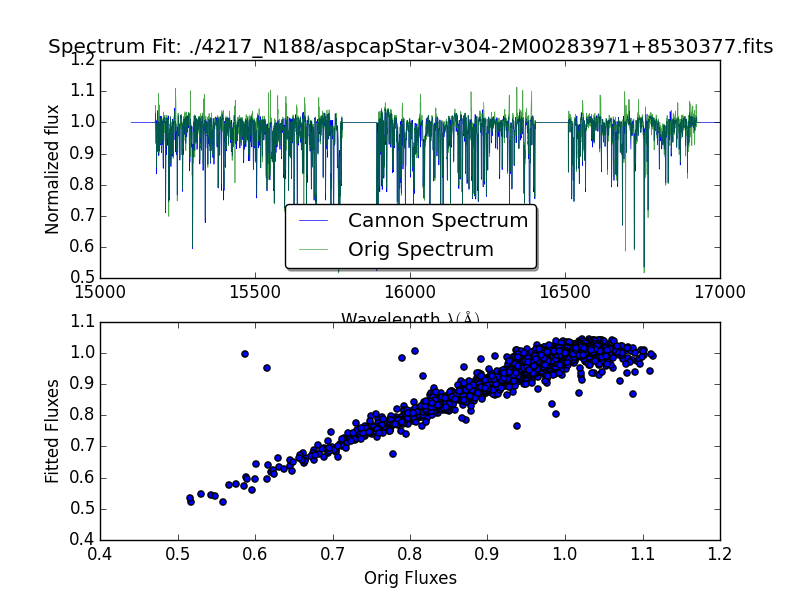 Spectrum Fit: ./4217_N188/aspcapStar-v304-2M00283971+8530377.fits
1.2
1.1
1.0
0.9
0.8
0.7
0.6
0.5
Normalized flux
Cannon Spectrum
Orig Spectrum
15000 15500 16000 16500 17000
Wavelength λ(Å)
1.1
1.0
0.9
0.8
0.7
0.6
0.5
0.4
Fitted Fluxes
0.4 0.5 0.6 0.7 0.8 0.9 1.0 1.1 1.2
Orig Fluxes